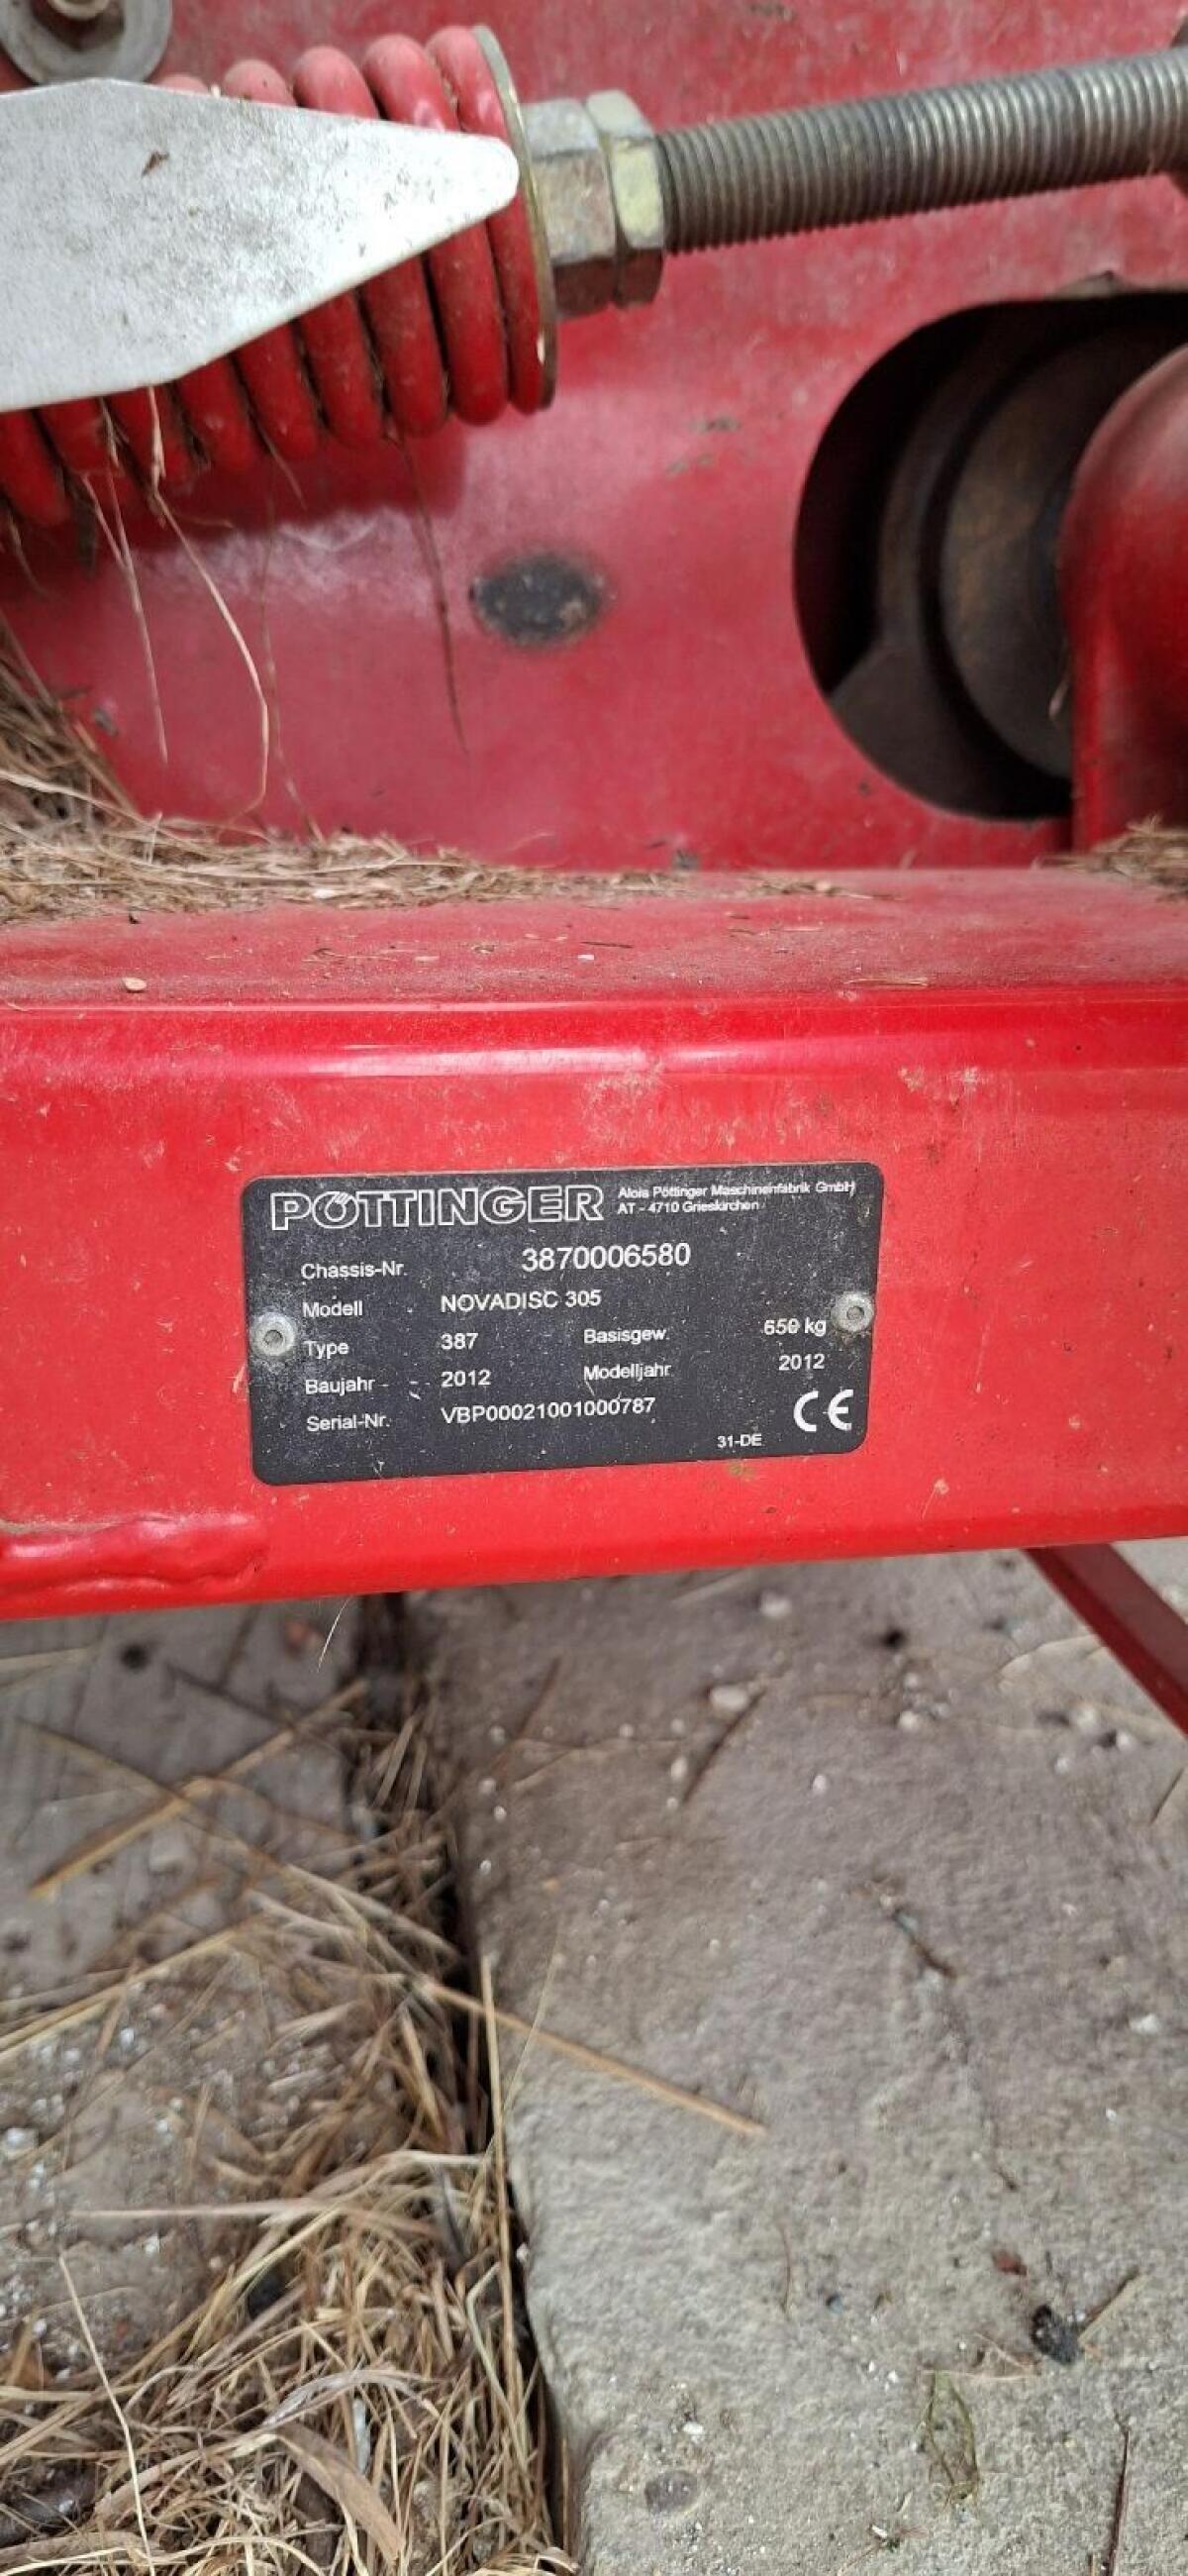 PÖTTINGER Alois Pöttinger Maschinenfabrik GmbH
AT - 4710 Grieskirchen
Chassis-Nr. 3870006580
Modell NOVADISC 305
Type 387 Basisgew. 650 kg
Baujahr 2012 Modelljahr 2012
Serial-Nr. VBP00021001000787
CE
31-DE